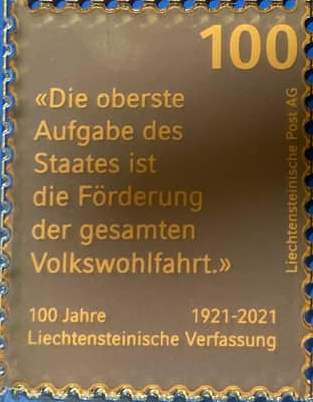 100
«Die oberste
Aufgabe des
Staates ist
die Förderung
der gesamten
Volkswohlfahrt.»
Liechtensteinische Post AG
100 Jahre 1921-2021
Liechtensteinische Verfassung